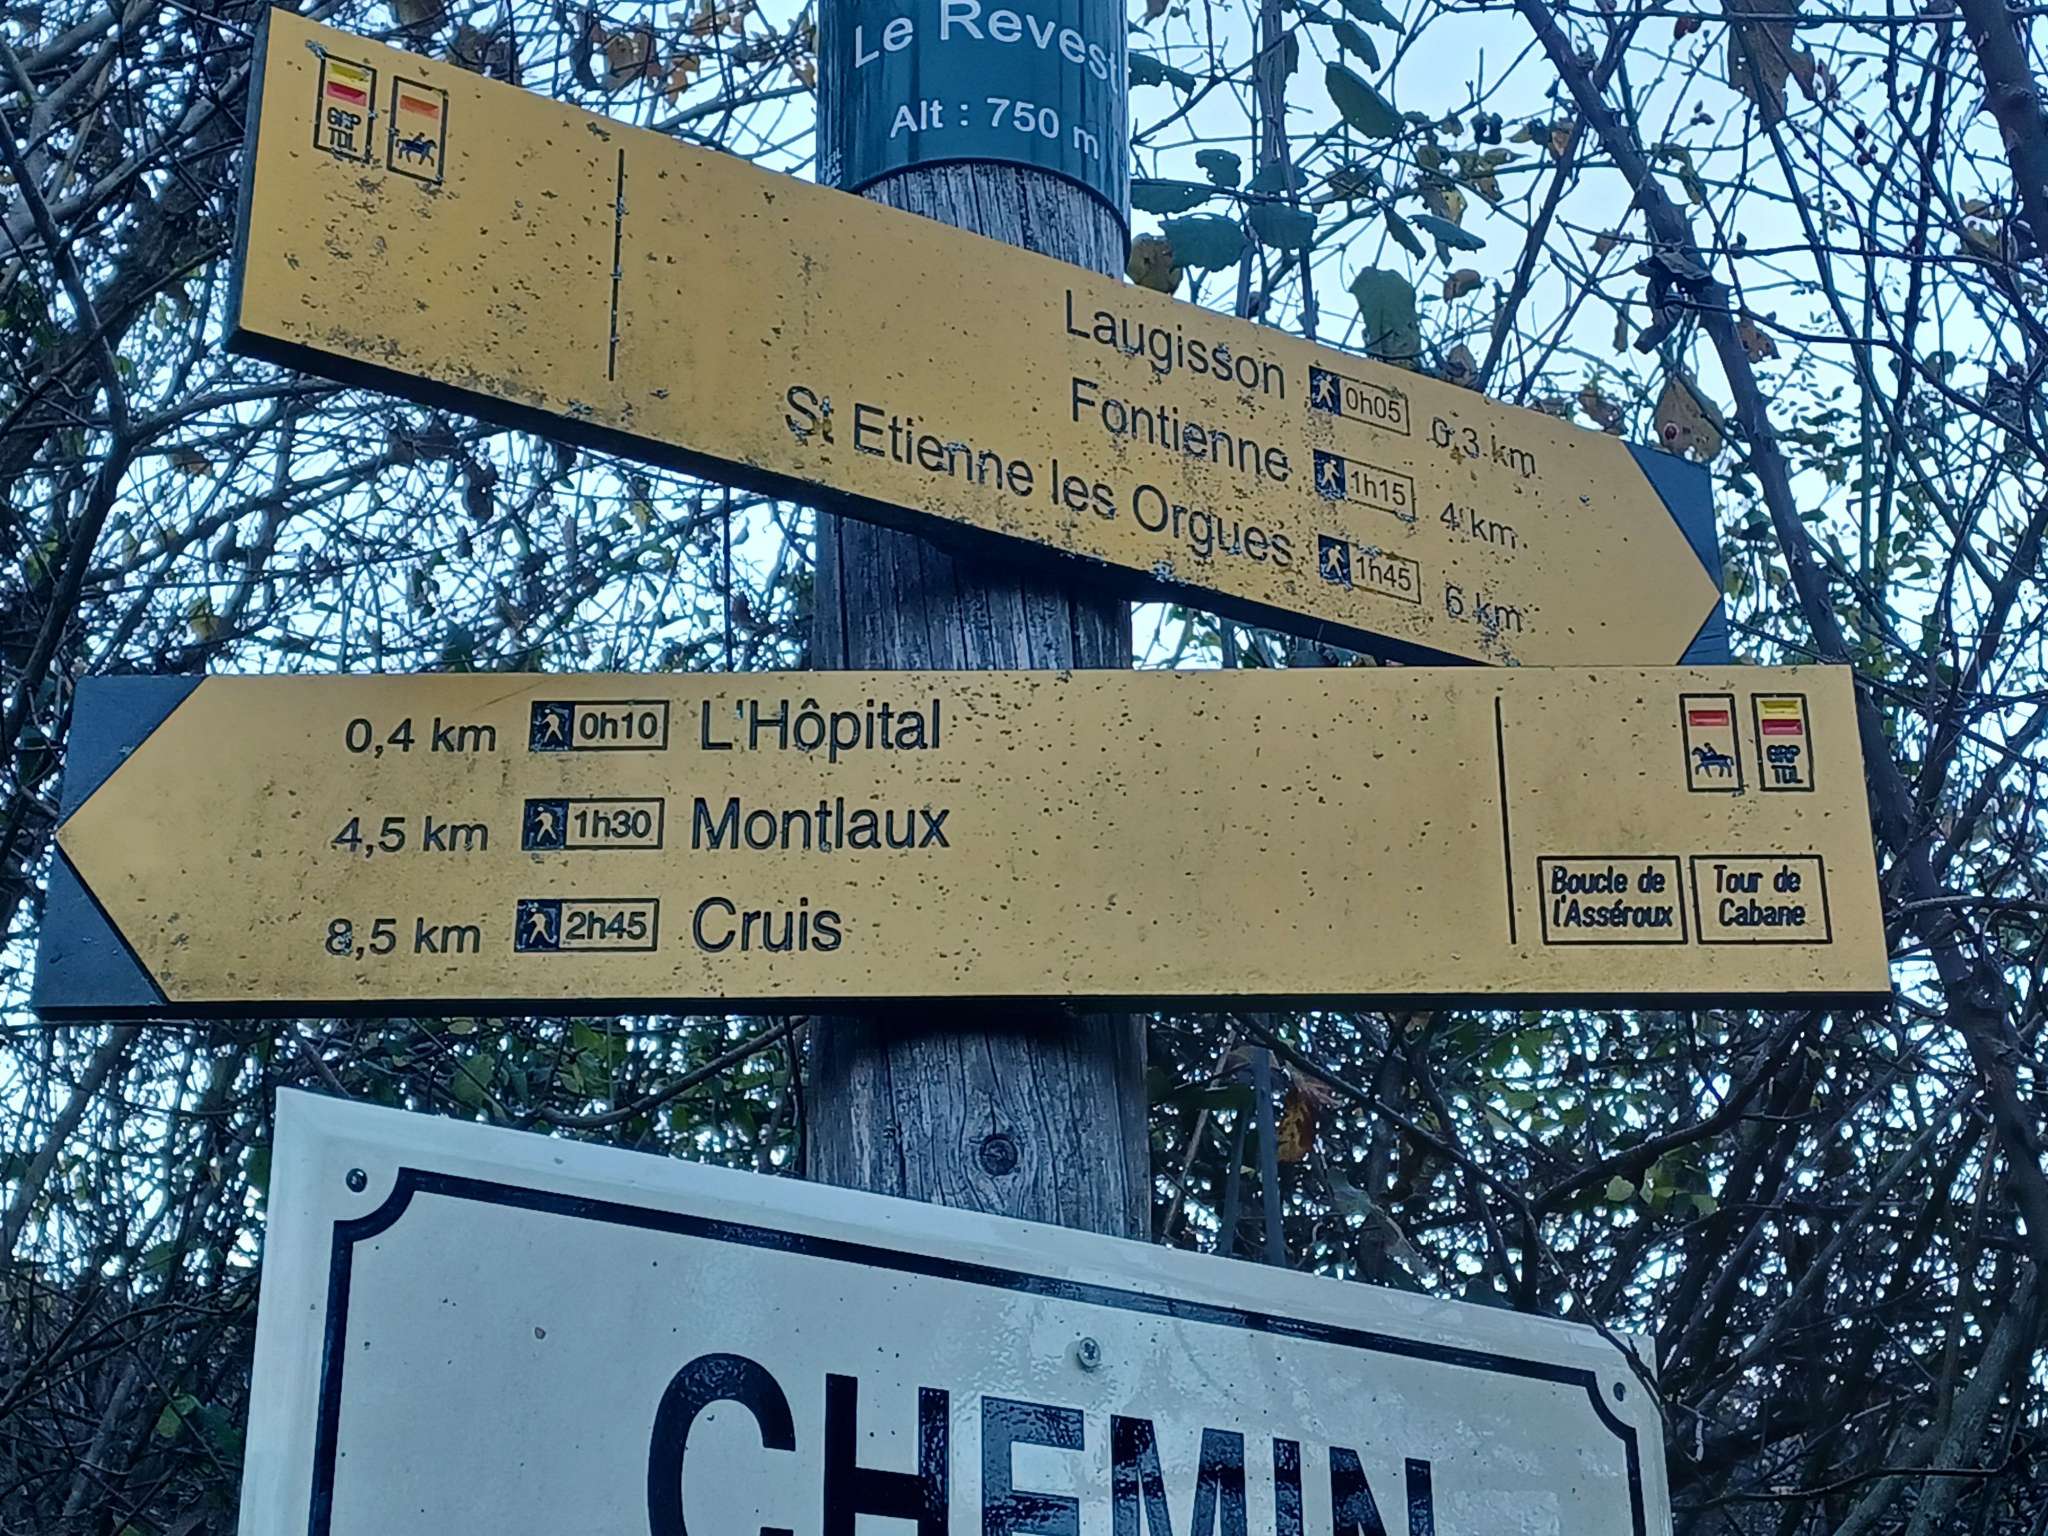 Le Revest
Alt : 750 m
GRP
TDL
Laugisson 0h05 0,3 km
Fontienne 1h15 4 km
St Etienne les Orgues 1h45 6 km
0,4 km 0h10 L'Hôpital
4,5 km 1h30 Montlaux
8,5 km 2h45 Cruis
GRP
TDL
Boucle de
l'Asséroux
Tour de
Cabane
CHEMIN